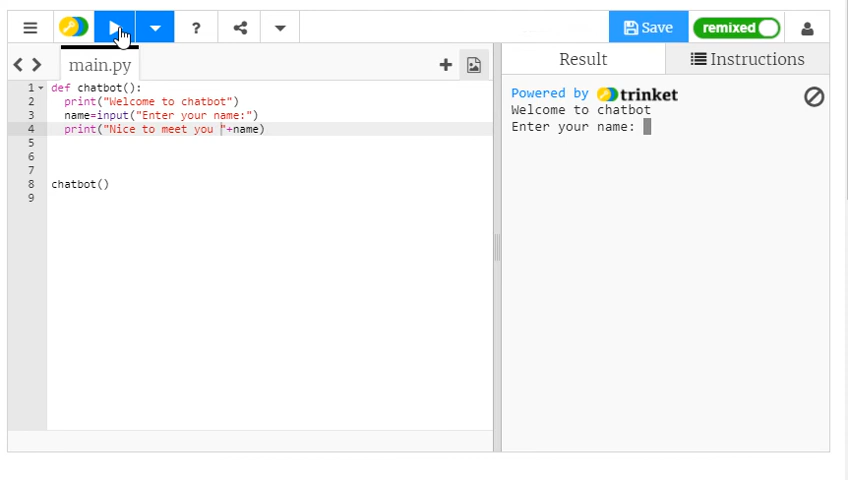 ? Save remixed
main.py
Result Instructions
1 def chatbot():
2 print("Welcome to chatbot")
3 name=input("Enter your name:")
4 print("Nice to meet you "+name)
5
6
7
8 chatbot()
9
Powered by trinket
Welcome to chatbot
Enter your name: